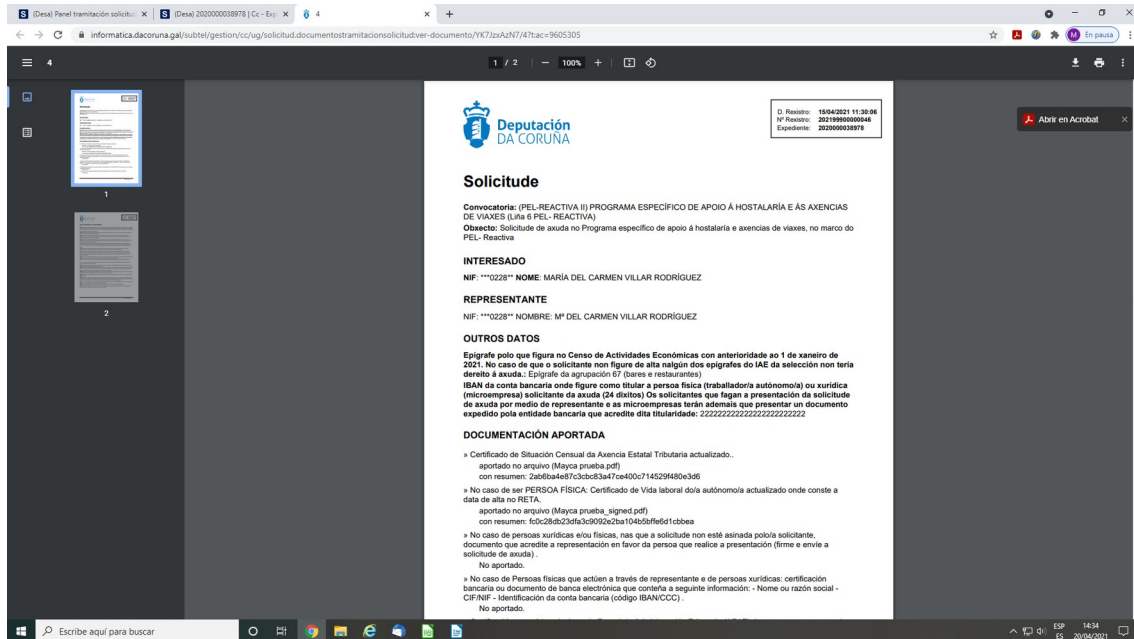 (Desa) Panel tramitación solicitud
(Desa) 2020000038978 | Cc - Exp
4
informatica.dacoruna.gal/subtel/gestion/cc/ug/solicitud.documentostramitacionsolicitud:ver-documento/YK7JzxAzN7/4?t:ac=9605305
M En pausa
4
1 / 2
100%
Abrir en Acrobat
1
2
Deputación
DA CORUÑA
D. Rexistro: 15/04/2021 11:30:06
Nº Rexistro: 202199900000046
Expediente: 2020000038978
Solicitude
Convocatoria: (PEL-REACTIVA II) PROGRAMA ESPECÍFICO DE APOIO Á HOSTALARÍA E ÁS AXENCIAS
DE VIAXES (Liña 6 PEL- REACTIVA)
Obxecto: Solicitude de axuda no Programa específico de apoio á hostalaría e axencias de viaxes, no marco do
PEL- Reactiva
INTERESADO
NIF: ***0228** NOME: MARÍA DEL CARMEN VILLAR RODRÍGUEZ
REPRESENTANTE
NIF: ***0228** NOMBRE: Mª DEL CARMEN VILLAR RODRÍGUEZ
OUTROS DATOS
Epígrafe polo que figura no Censo de Actividades Económicas con anterioridade ao 1 de xaneiro de
2021. No caso de que o solicitante non figure de alta nalgún dos epigrafes do IAE da selección non tería
dereito á axuda.: Epígrafe da agrupación 67 (bares e restaurantes)
IBAN da conta bancaria onde figure como titular a persoa física (traballador/a autónomo/a) ou xurídica
(microempresa) solicitante da axuda (24 díxitos) Os solicitantes que fagan a presentación da solicitude
de axuda por medio de representante e as microempresas terán ademais que presentar un documento
expedido pola entidade bancaria que acredite dita titularidade: 222222222222222222222222
DOCUMENTACIÓN APORTADA
» Certificado de Situación Censual da Axencia Estatal Tributaria actualizado..
aportado no arquivo (Mayca prueba.pdf)
con resumen: 2ab6ba4e87c3cbc83a47ce400c714529f480e3d6
» No caso de ser PERSOA FÍSICA: Certificado de Vida laboral do/a autónomo/a actualizado onde conste a
data de alta no RETA.
aportado no arquivo (Mayca prueba_signed.pdf)
con resumen: fc0c28db23dfa3c9092e2ba104b5bffe6d1cbbea
» No caso de persoas xurídicas e/ou físicas, nas que a solicitude non esté asinada polo/a solicitante,
documento que acredite a representación en favor da persoa que realice a presentación (firme e envíe a
solicitude de axuda) .
No aportado.
» No caso de Persoas físicas que actúen a través de representante e de persoas xurídicas: certificación
bancaria ou documento de banca electrónica que conteña a seguinte información: - Nome ou razón social -
CIF/NIF - Identificación da conta bancaria (código IBAN/CCC) .
No aportado.
Escribe aquí para buscar
ESP
ES
14:34
20/04/2021